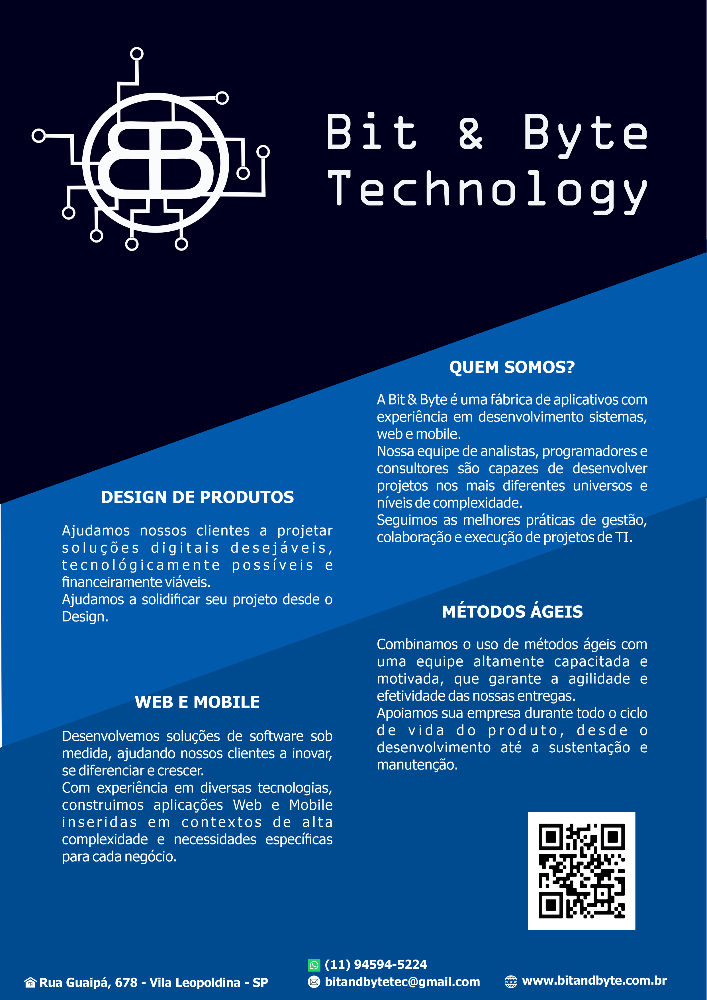 Bit & Byte
Technology
QUEM SOMOS?
A Bit & Byte é uma fábrica de aplicativos com
experiência em desenvolvimento sistemas,
web e mobile.
Nossa equipe de analistas, programadores e
consultores são capazes de desenvolver
projetos nos mais diferentes universos e
níveis de complexidade.
Seguimos as melhores práticas de gestão,
colaboração e execução de projetos de TI.
DESIGN DE PRODUTOS
Ajudamos nossos clientes a projetar
soluções digitais desejáveis,
tecnológicamente possíveis e
financeiramente viáveis.
Ajudamos a solidificar seu projeto desde o
Design.
MÉTODOS ÁGEIS
Combinamos o uso de métodos ágeis com
uma equipe altamente capacitada e
motivada, que garante a agilidade e
efetividade das nossas entregas.
Apoiamos sua empresa durante todo o ciclo
de vida do produto, desde o
desenvolvimento até a sustentação e
manutenção.
WEB E MOBILE
Desenvolvemos soluções de software sob
medida, ajudando nossos clientes a inovar,
se diferenciar e crescer.
Com experiência em diversas tecnologias,
construimos aplicações Web e Mobile
inseridas em contextos de alta
complexidade e necessidades específicas
para cada negócio.
(11) 94594-5224
Rua Guaipá, 678 - Vila Leopoldina - SP
bitandbytetec@gmail.com
www.bitandbyte.com.br